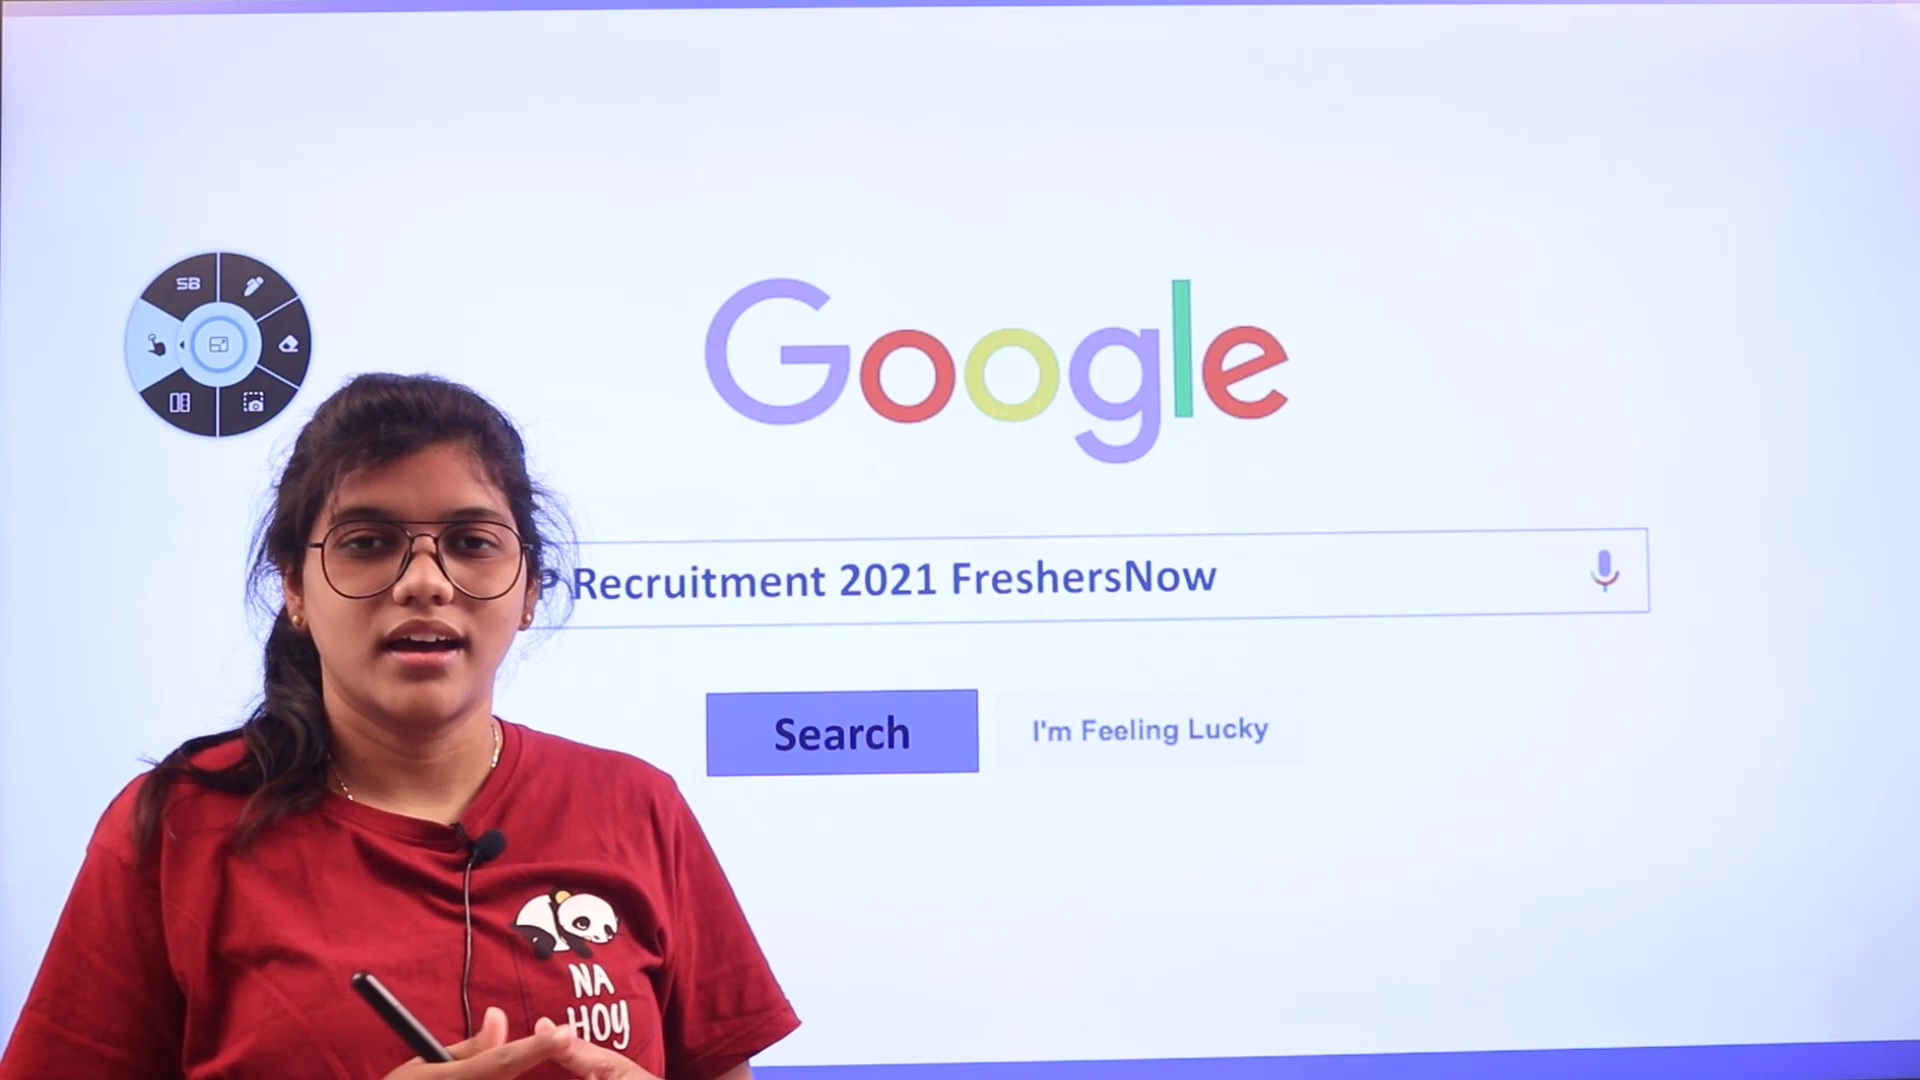 SB
Google
P Recruitment 2021 FreshersNow
Search
I'm Feeling Lucky
NA
HOY